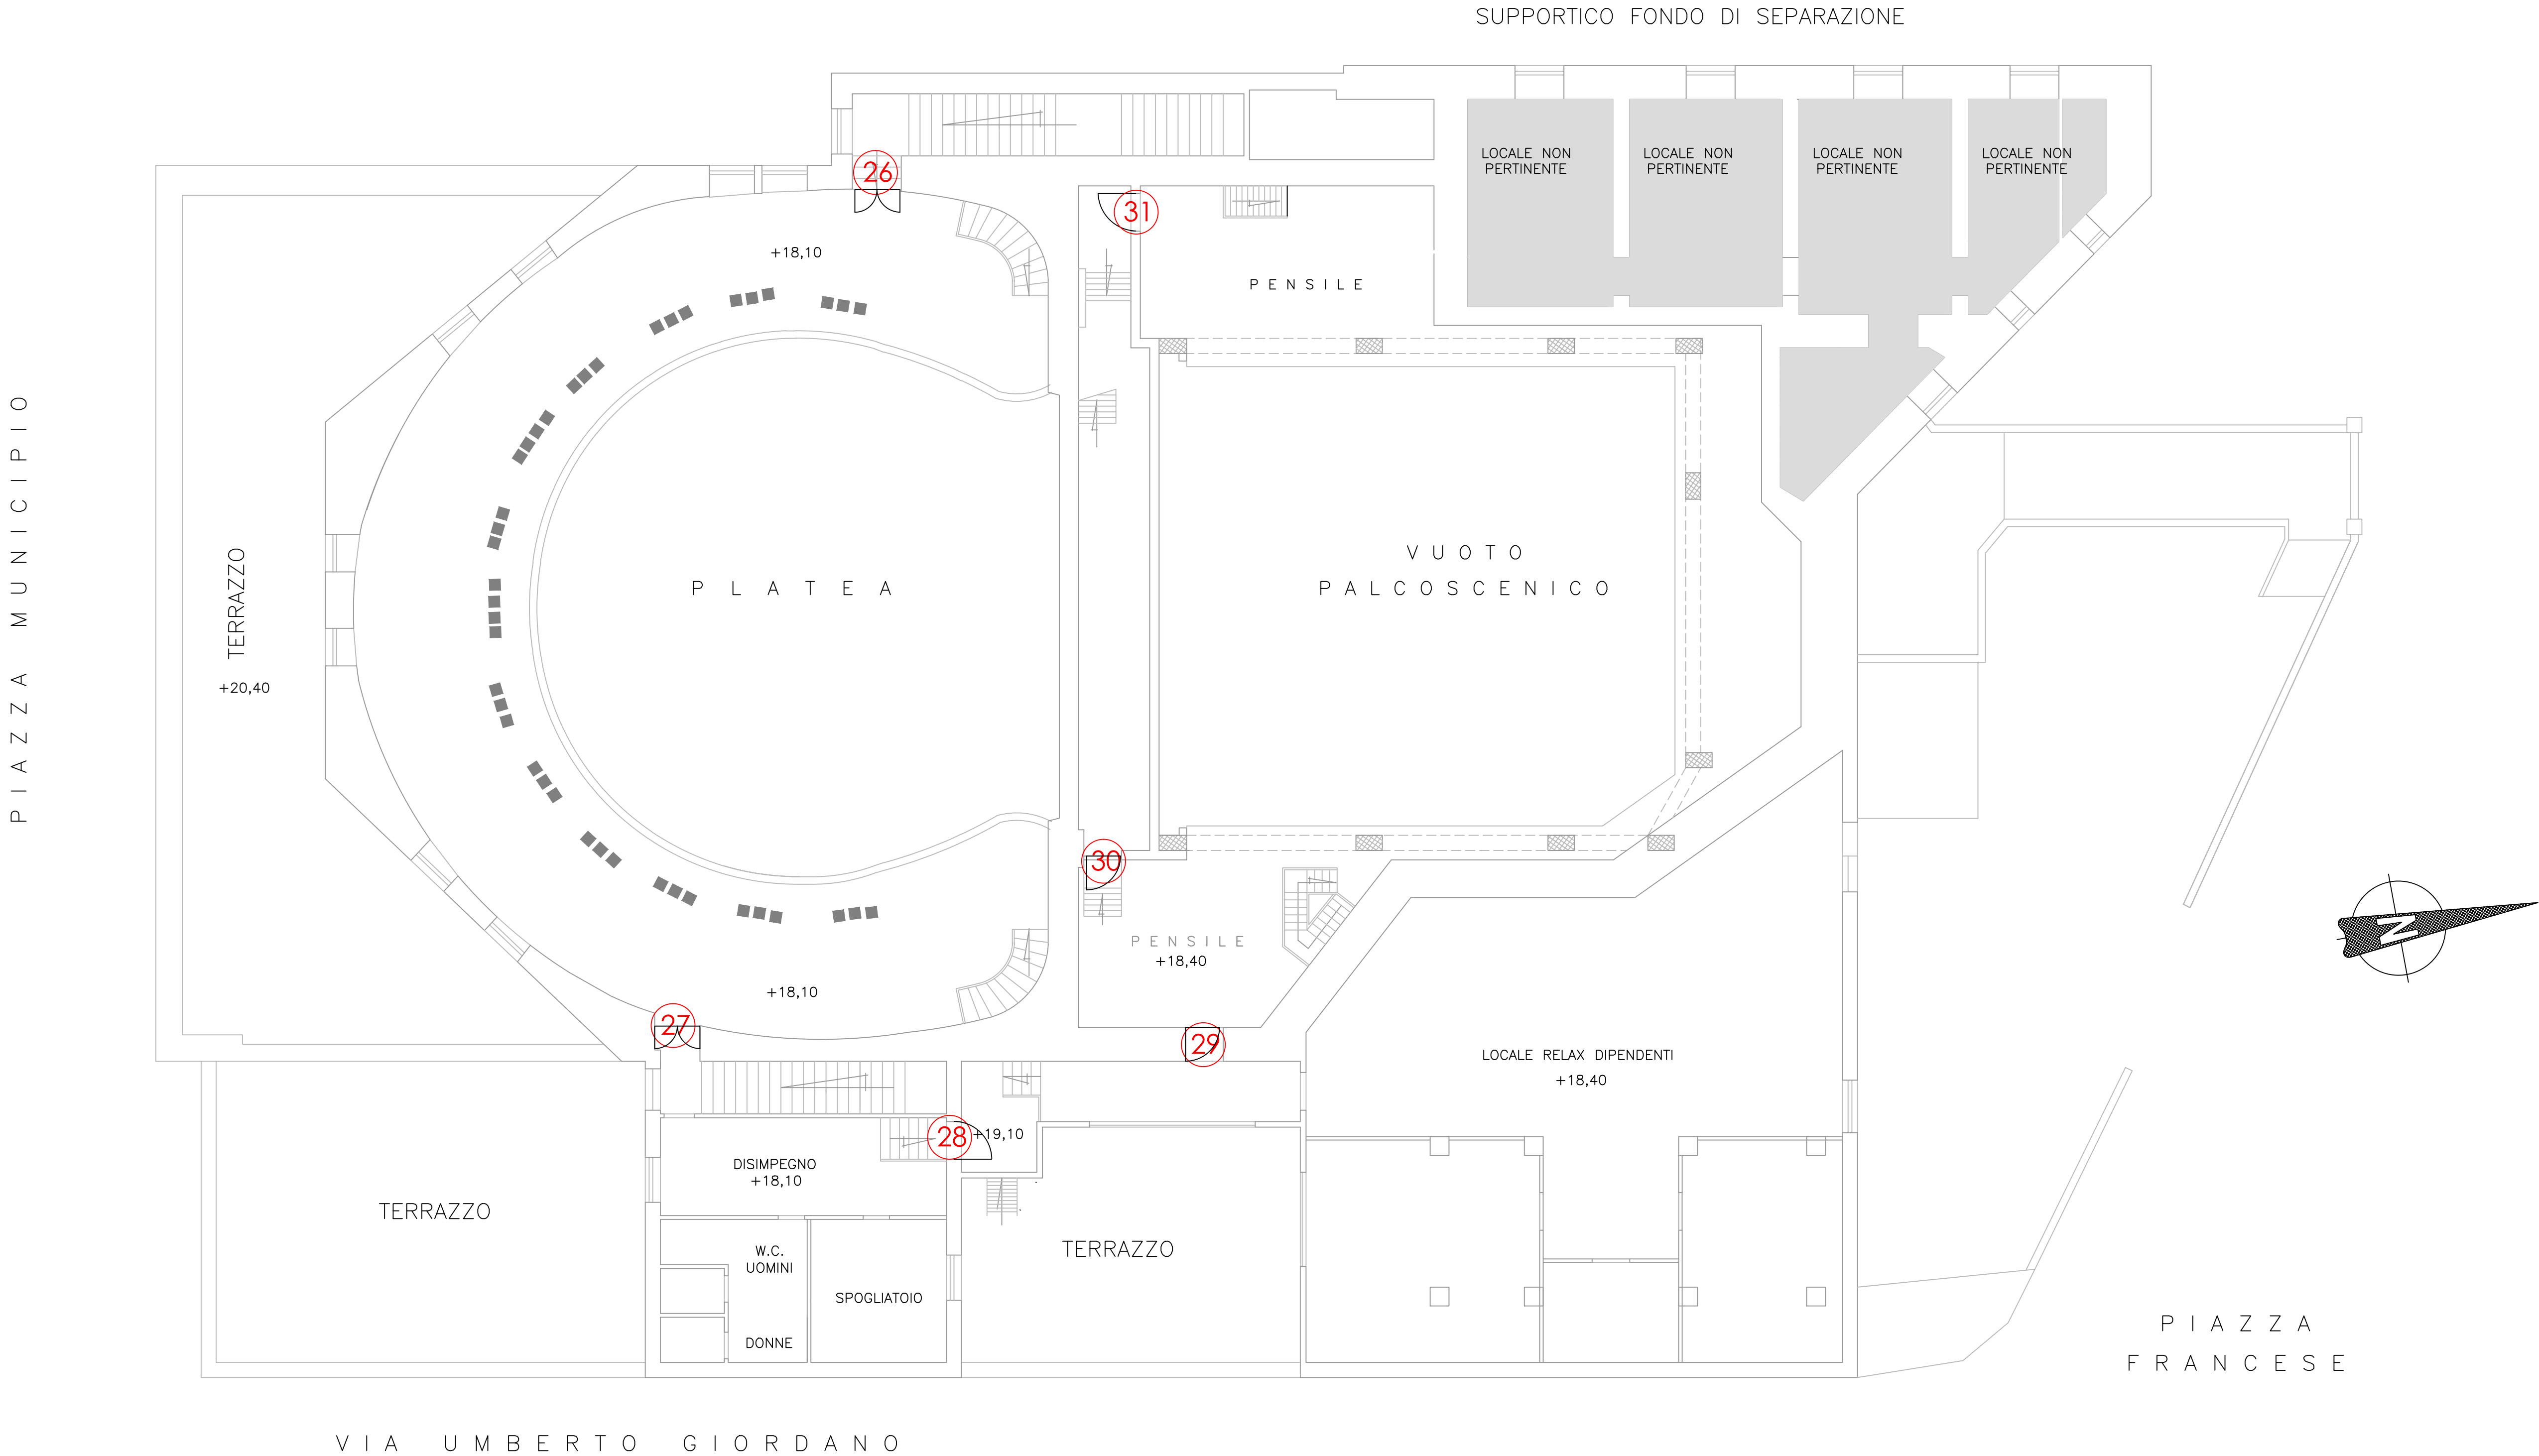 SUPPORTICO FONDO DI SEPARAZIONE
LOCALE NON
PERTINENTE
LOCALE NON
PERTINENTE
LOCALE NON
PERTINENTE
LOCALE NON
PERTINENTE
26
31
+18,10
PENSILE
PIAZZA MUNICIPIO
TERRAZZO
+20,40
PLATEA
VUOTO
PALCOSCENICO
30
PENSILE
+18,40
N
+18,10
27
29
LOCALE RELAX DIPENDENTI
+18,40
28
+19,10
DISIMPEGNO
+18,10
TERRAZZO
TERRAZZO
W.C.
UOMINI
SPOGLIATOIO
DONNE
PIAZZA
FRANCESE
VIA UMBERTO GIORDANO